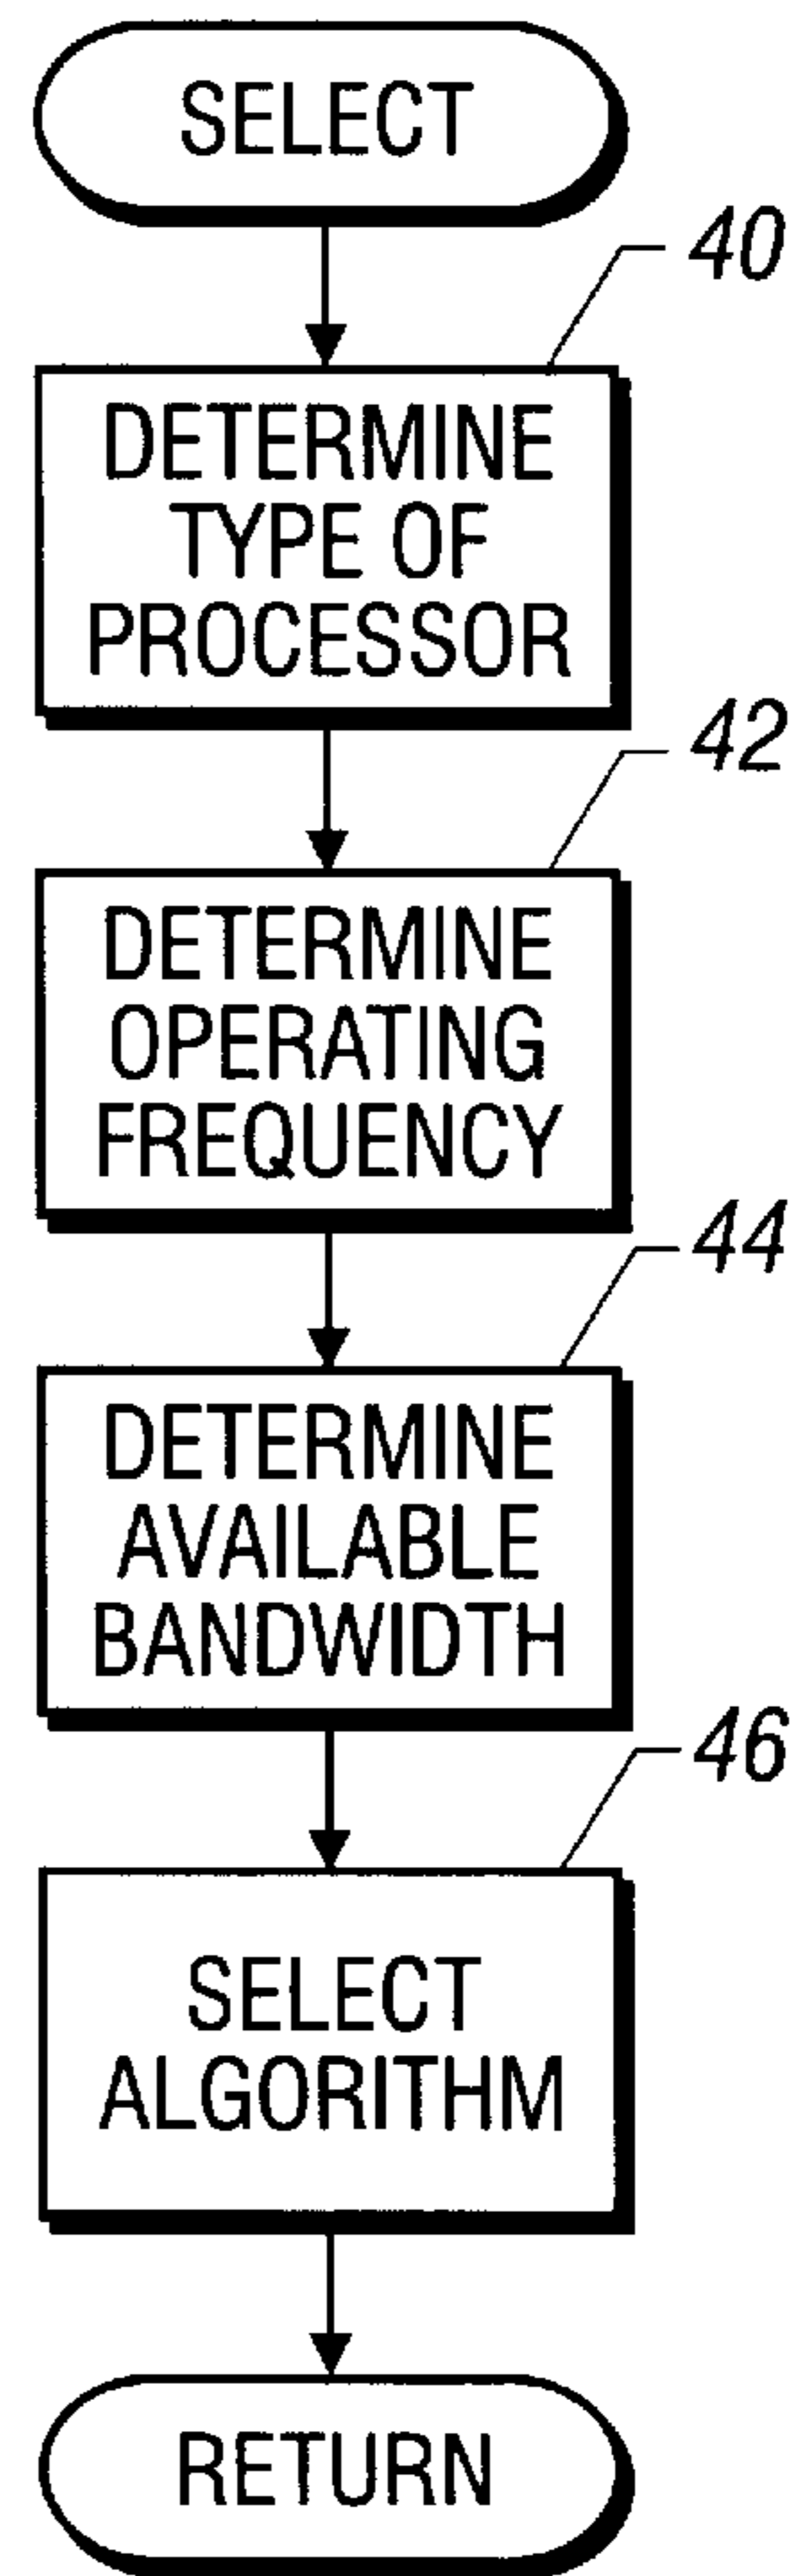 SELECT
40
DETERMINE
TYPE OF
PROCESSOR
42
DETERMINE
OPERATING
FREQUENCY
44
DETERMINE
AVAILABLE
BANDWIDTH
46
SELECT
ALGORITHM
RETURN